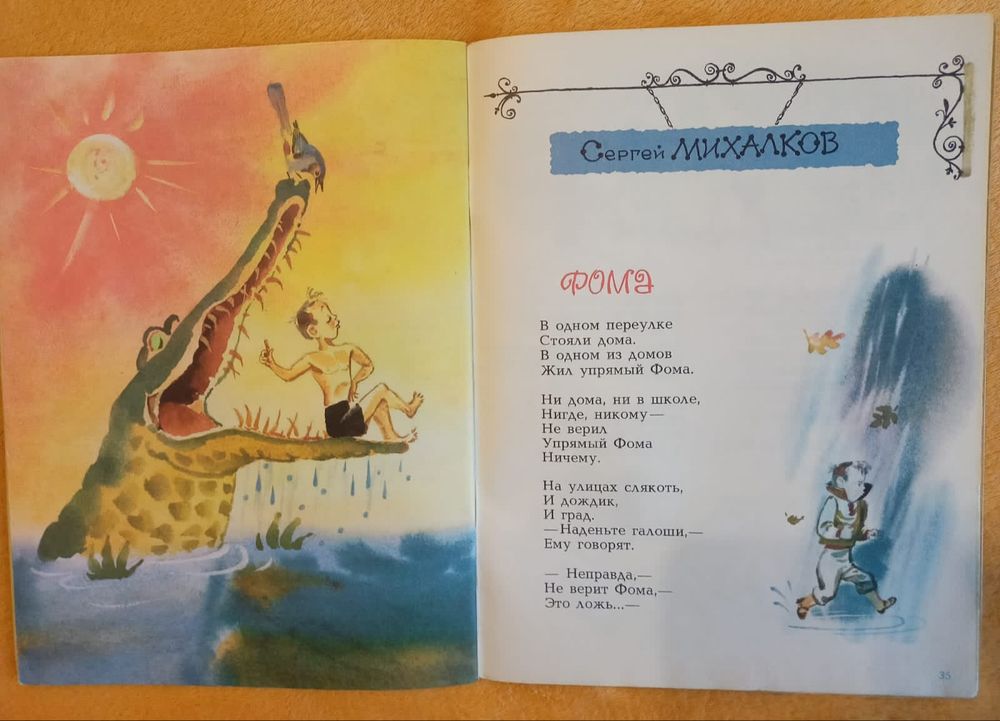 Сергей МИХАЛКОВ
ФОМА
В одном переулке
Стояли дома.
В одном из домов
Жил упрямый Фома.
Ни дома, ни в школе,
Нигде, никому—
Не верил
Упрямый Фома
Ничему.
На улицах слякоть,
И дождик,
И град.
—Наденьте галоши,—
Ему говорят.
— Неправда,—
Не верит Фома,—
Это ложь...—
35